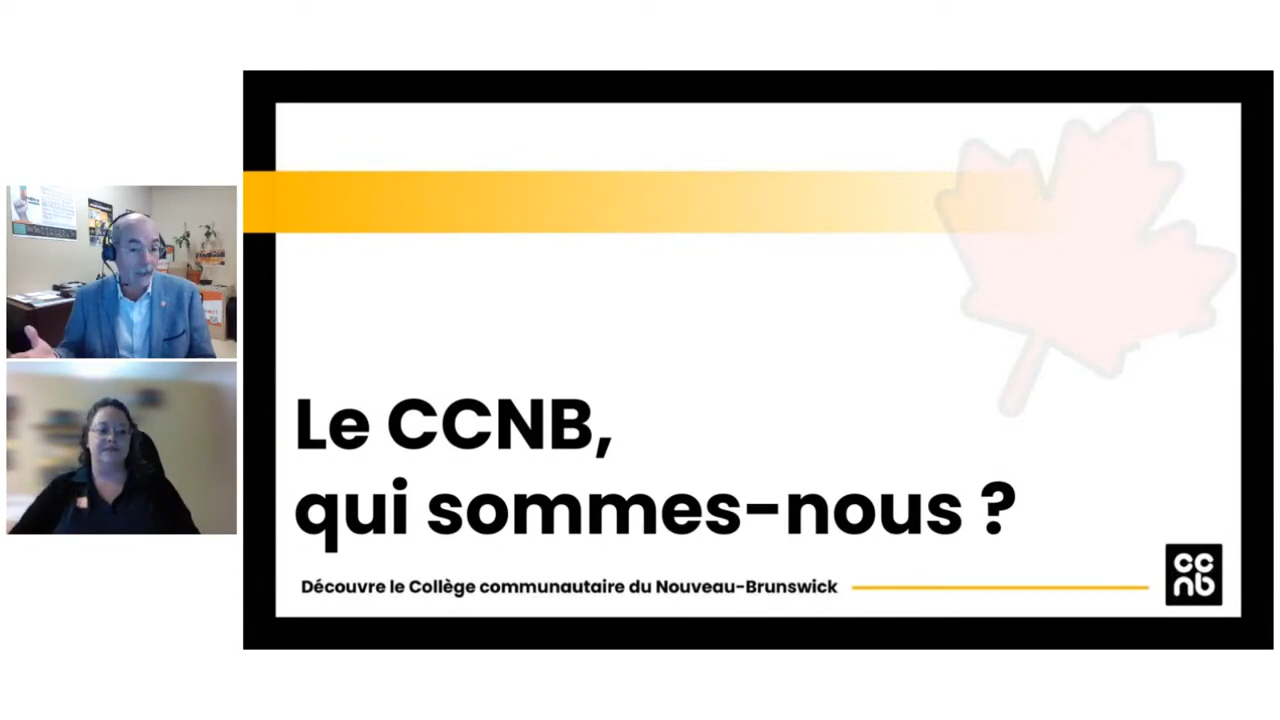 Le CCNB,
qui sommes-nous ?
Découvre le Collège communautaire du Nouveau-Brunswick
cc
nb